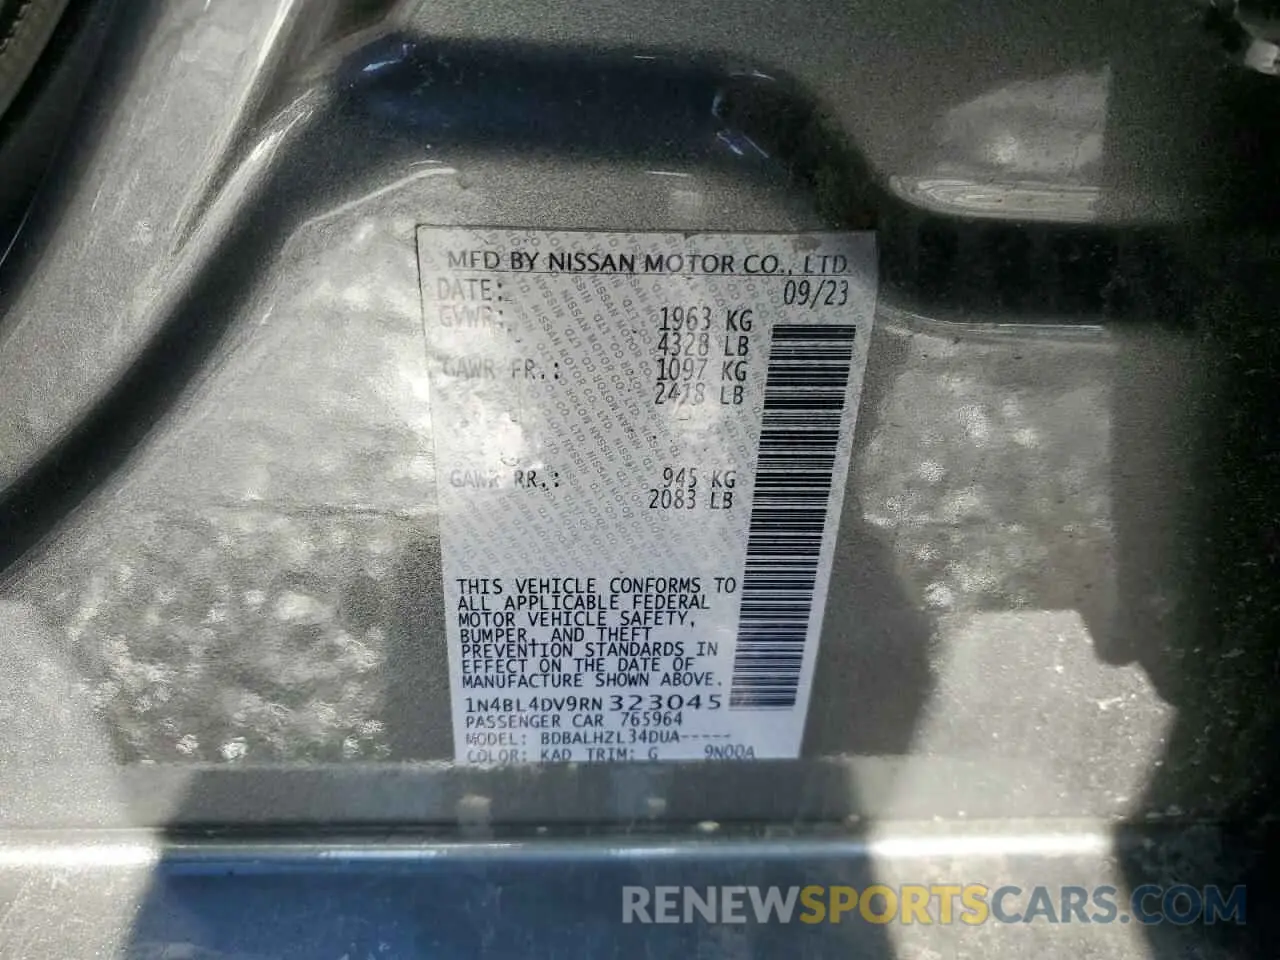 MFD BY NISSAN MOTOR CO., LTD.
DATE: 09/23
GVWR: 1963 KG
4328 LB
GAWR FR.: 1097 KG
2418 LB
GAWR RR.: 945 KG
2083 LB
THIS VEHICLE CONFORMS TO
ALL APPLICABLE FEDERAL
MOTOR VEHICLE SAFETY,
BUMPER, AND THEFT
PREVENTION STANDARDS IN
EFFECT ON THE DATE OF
MANUFACTURE SHOWN ABOVE.
1N4BL4DV9RN323045
PASSENGER CAR 765964
MODEL: BDBALHZL34DUA-----
COLOR: KAD TRIM: G 9N00A
RENEWSPORTSCARS.COM